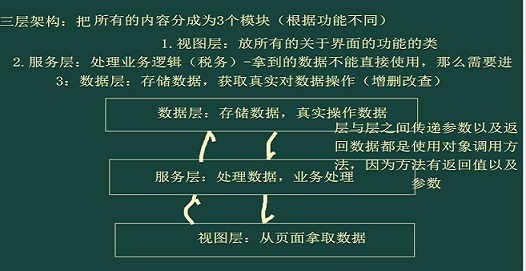 三层架构：把所有的内容分成为3个模块（根据功能不同）
1.视图层：放所有的关于界面的功能的类
2.服务层：处理业务逻辑（税务）-拿到的数据不能直接使用，那么需要进
3：数据层：存储数据，获取真实对数据操作（增删改查）
数据层：存储数据，真实操作数据
层与层之间传递参数以及返
回数据都是使用对象调用方
法，因为方法有返回值以及
参数
服务层：处理数据，业务处理
视图层：从页面拿取数据